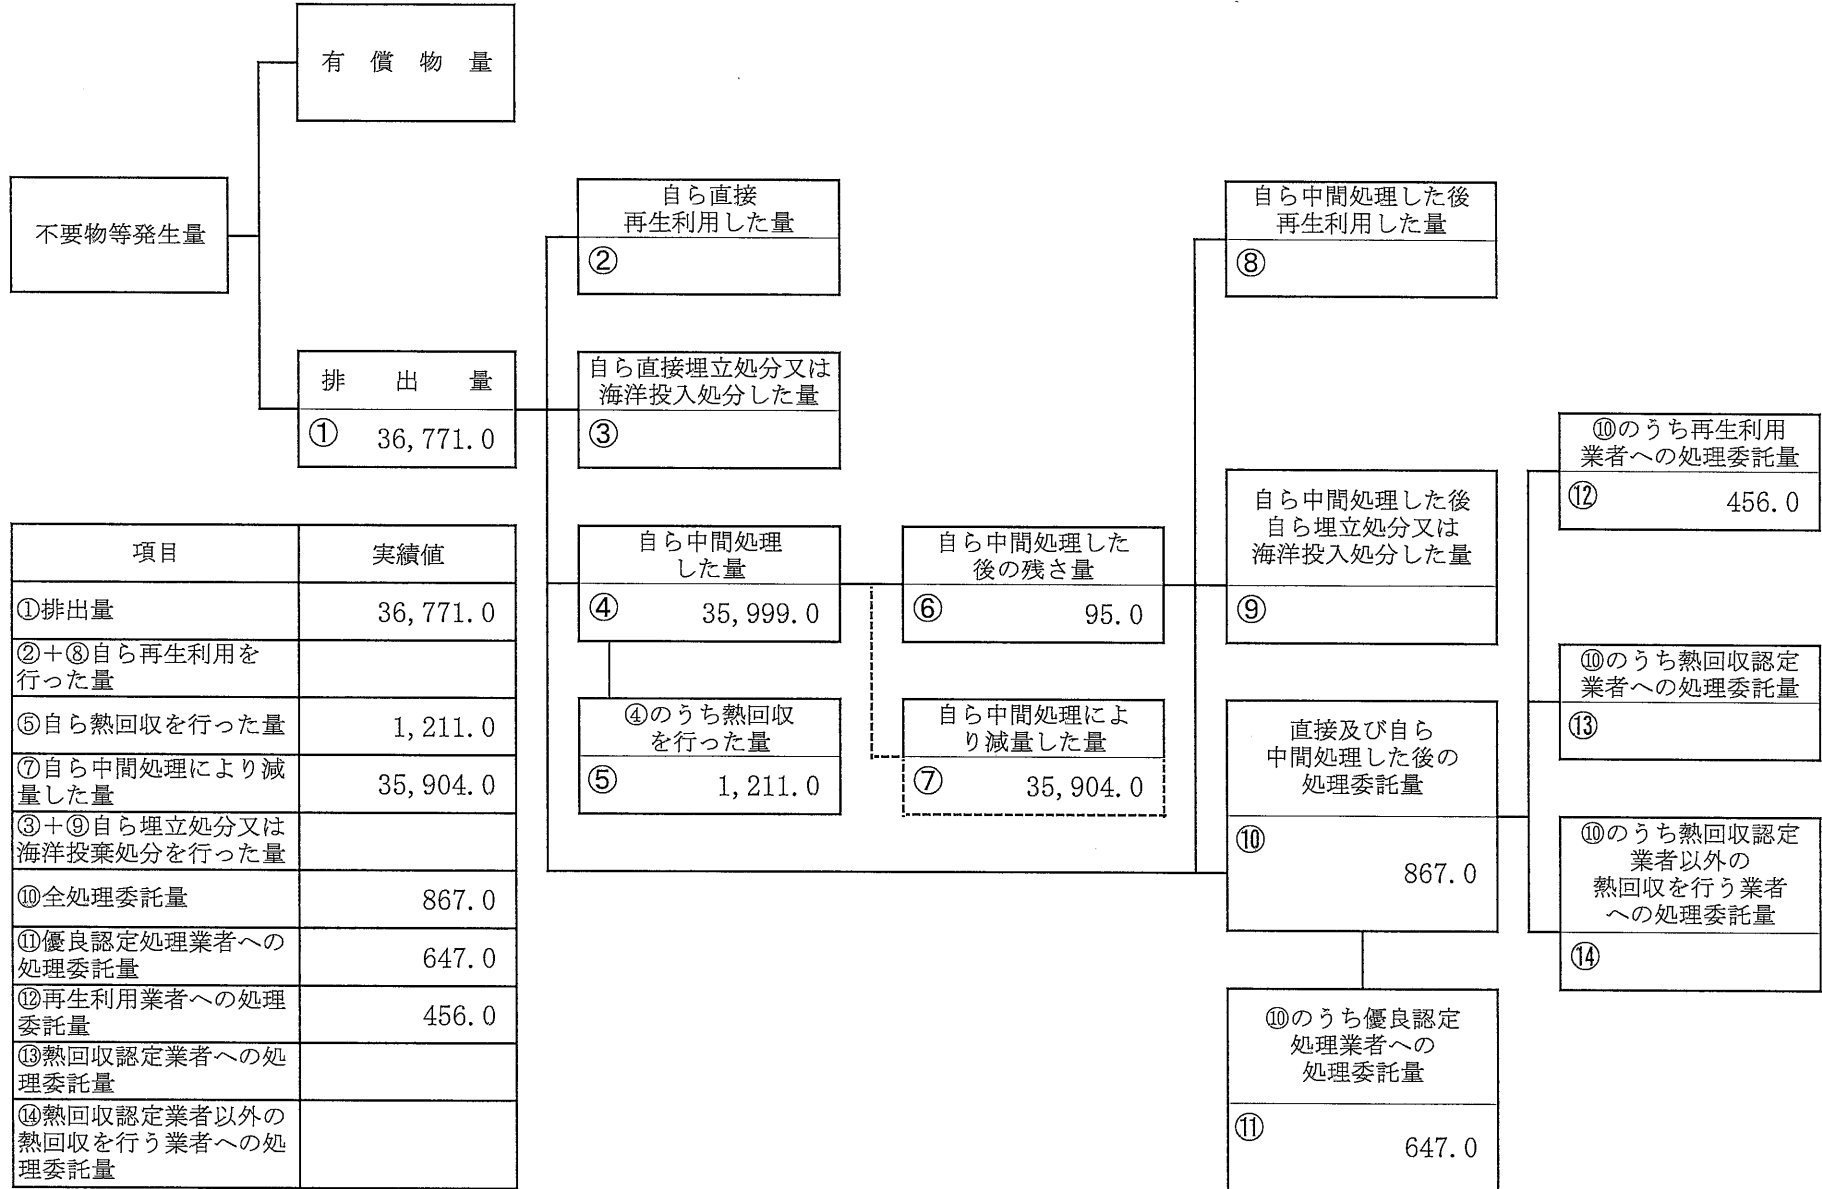 有償物量
不要物等発生量
排出量
① 36,771.0
自ら直接
再生利用した量
②
自ら直接埋立処分又は
海洋投入処分した量
③
自ら中間処理
した量
④ 35,999.0
④のうち熱回収
を行った量
⑤ 1,211.0
自ら中間処理した
後の残さ量
⑥ 95.0
自ら中間処理によ
り減量した量
⑦ 35,904.0
自ら中間処理した後
再生利用した量
⑧
自ら中間処理した後
自ら埋立処分又は
海洋投入処分した量
⑨
直接及び自ら
中間処理した後の
処理委託量
⑩
867.0
⑩のうち優良認定
処理業者への
処理委託量
⑪
647.0
⑩のうち再生利用
業者への処理委託量
⑫ 456.0
⑩のうち熱回収認定
業者への処理委託量
⑬
⑩のうち熱回収認定
業者以外の
熱回収を行う業者
への処理委託量
⑭
項目 実績値
①排出量 36,771.0
②+⑧自ら再生利用を
行った量
⑤自ら熱回収を行った量 1,211.0
⑦自ら中間処理により減
量した量 35,904.0
③+⑨自ら埋立処分又は
海洋投棄処分を行った量
⑩全処理委託量 867.0
⑪優良認定処理業者への
処理委託量 647.0
⑫再生利用業者への処理
委託量 456.0
⑬熱回収認定業者への処
理委託量
⑭熱回収認定業者以外の
熱回収を行う業者への処
理委託量